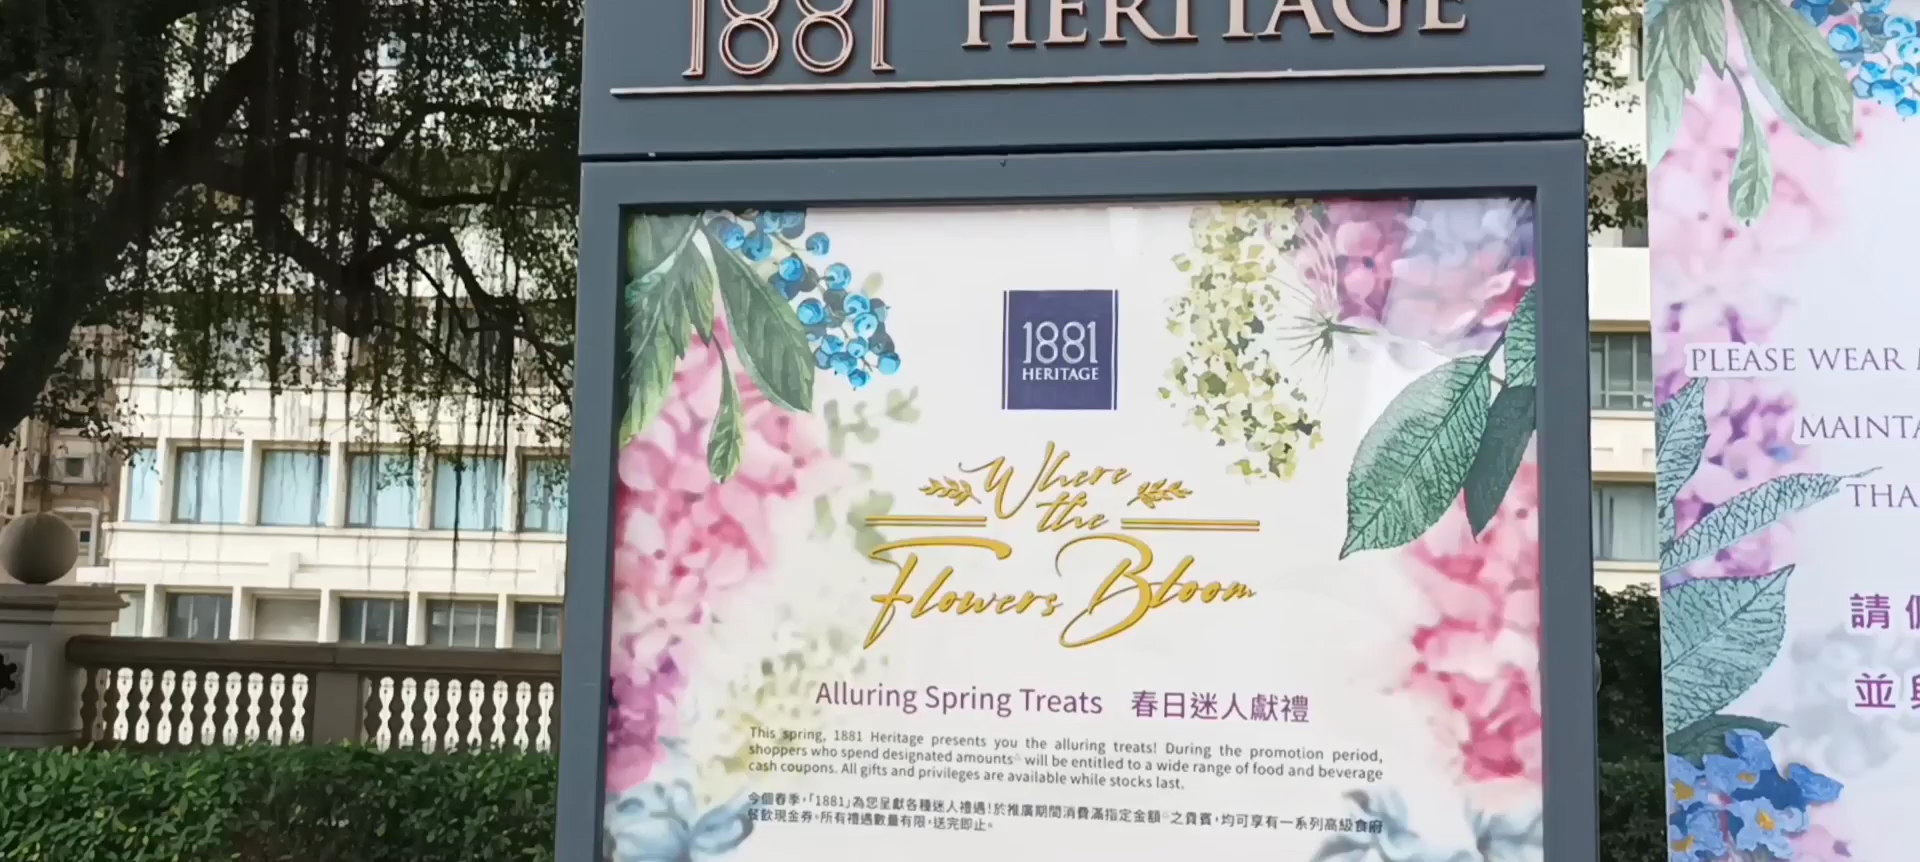 1881 HERITAGE
1881
HERITAGE
Where
the
Flowers Bloom
Alluring Spring Treats 春日迷人獻禮
This spring, 1881 Heritage presents you the alluring treats! During the promotion period,
shoppers who spend designated amounts will be entitled to a wide range of food and beverage
cash coupons. All gifts and privileges are available while stocks last.
今個春季，「1881」為您呈獻各種迷人禮遇！於推廣期間消費滿指定金額之貴賓，均可享有一系列高級食府
餐飲現金券。所有禮遇數量有限，送完即止。
PLEASE WEAR
MAINTA
THA
請
並